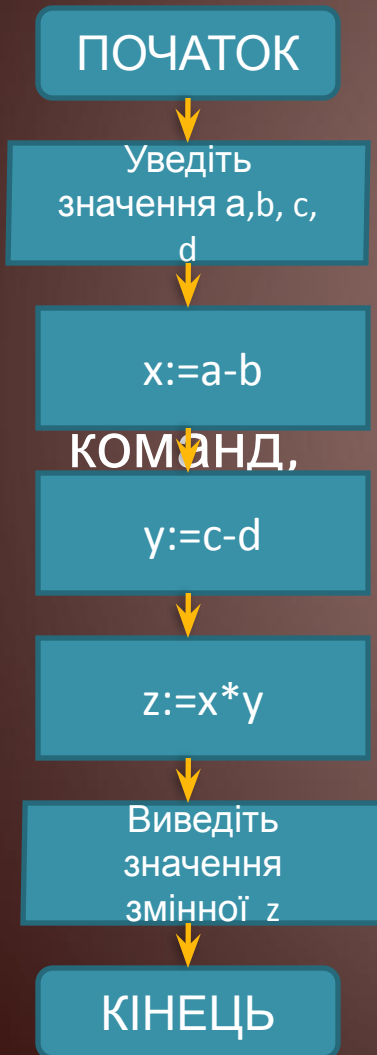 ПОЧАТОК
Уведіть
значення a,b, c,
d
x:=a-b
команд,
y:=c-d
z:=x*y
Виведіть
значення
змінної z
КІНЕЦЬ